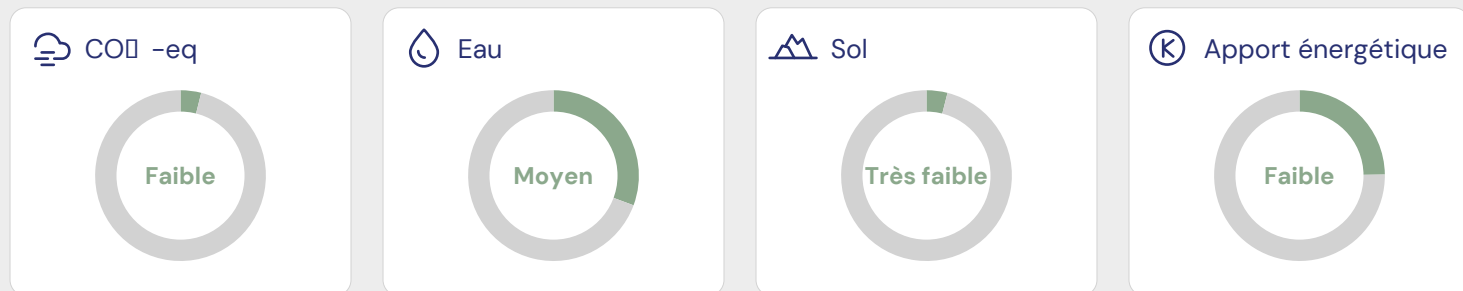 CO▯ -eq
Eau
Sol
Apport énergétique
Faible
Moyen
Très faible
Faible